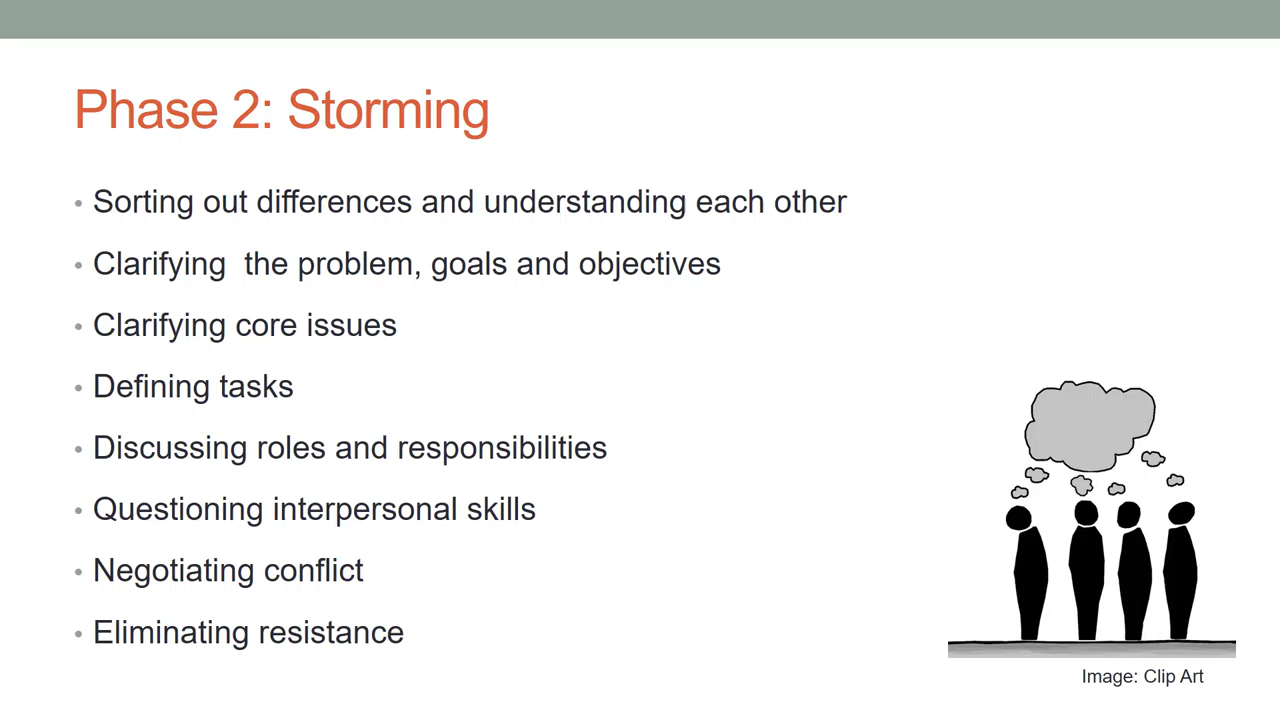 Phase 2: Storming
• Sorting out differences and understanding each other
• Clarifying  the problem, goals and objectives
• Clarifying core issues
• Defining tasks
• Discussing roles and responsibilities
• Questioning interpersonal skills
• Negotiating conflict
• Eliminating resistance
Image: Clip Art